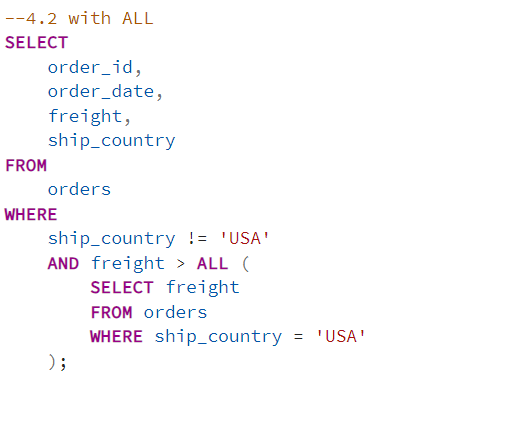 --4.2 with ALL
SELECT
    order_id,
    order_date,
    freight,
    ship_country
FROM
    orders
WHERE
    ship_country != 'USA'
    AND freight > ALL (
        SELECT freight
        FROM orders
        WHERE ship_country = 'USA'
    );